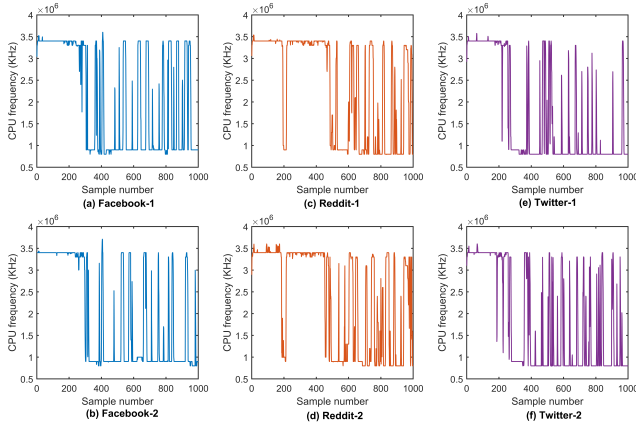 ×10⁶ ×10⁶ ×10⁶
4 4 4
3.5 3.5 3.5
3 3 3
2.5 2.5 2.5
2 2 2
1.5 1.5 1.5
1 1 1
0.5 0.5 0.5
CPU frequency (KHz) CPU frequency (KHz) CPU frequency (KHz)
0 200 400 600 800 1000 0 200 400 600 800 1000 0 200 400 600 800 1000
Sample number Sample number Sample number
(a) Facebook-1 (c) Reddit-1 (e) Twitter-1
×10⁶ ×10⁶ ×10⁶
4 4 4
3.5 3.5 3.5
3 3 3
2.5 2.5 2.5
2 2 2
1.5 1.5 1.5
1 1 1
0.5 0.5 0.5
CPU frequency (KHz) CPU frequency (KHz) CPU frequency (KHz)
0 200 400 600 800 1000 0 200 400 600 800 1000 0 200 400 600 800 1000
Sample number Sample number Sample number
(b) Facebook-2 (d) Reddit-2 (f) Twitter-2